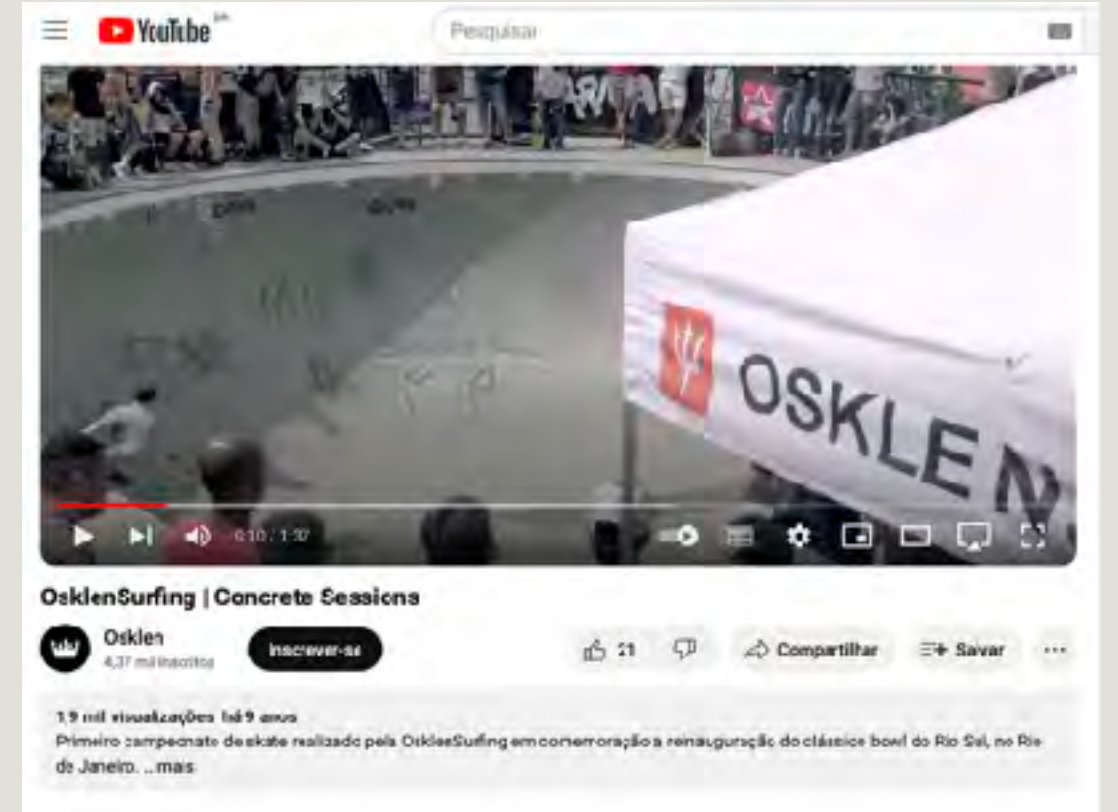 YouTube BR
Pesquisar
OSKLEN
0:10 / 1:37
OsklenSurfing | Concrete Sessions
Osklen
4,37 mil inscritos
Inscrever-se
21
Compartilhar
Salvar
1,9 mil visualizações há 9 anos
Primeiro campeonato de skate realizado pela OsklenSurfing em comemoração a reinauguração do clássico bowl do Rio Sul, no Rio
de Janeiro. ...mais